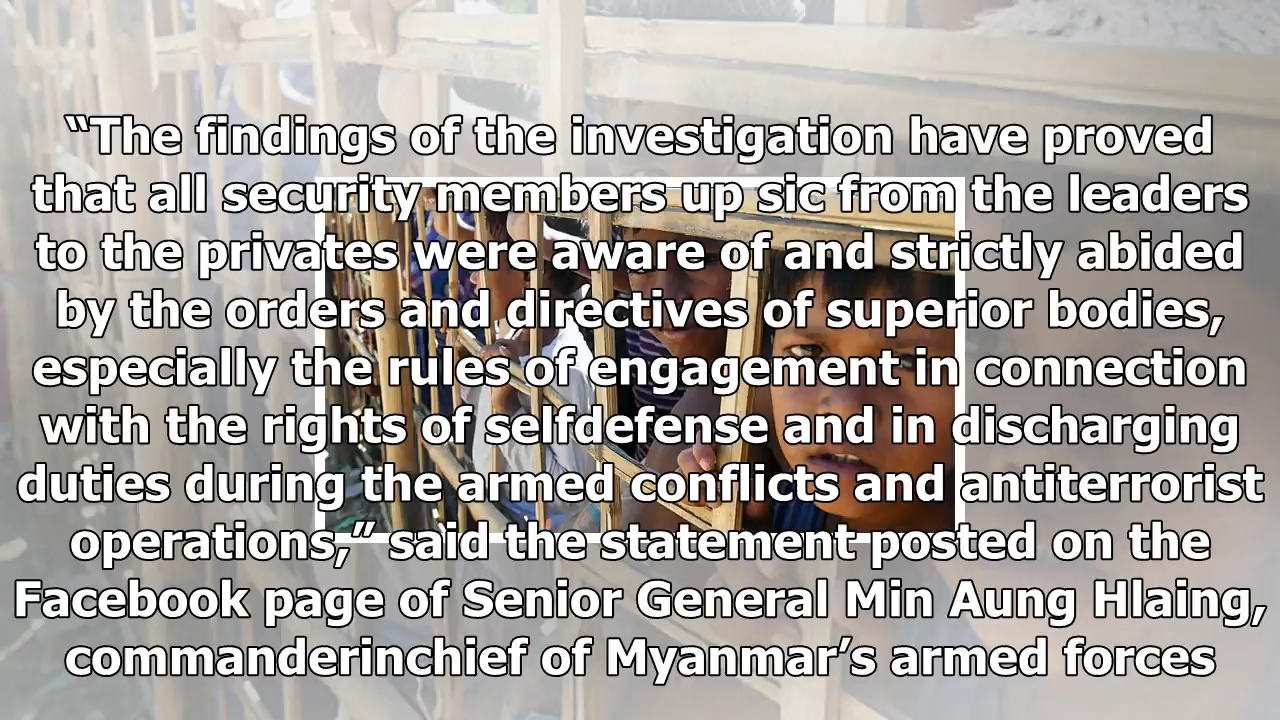 “The findings of the investigation have proved
that all security members up sic from the leaders
to the privates were aware of and strictly abided
by the orders and directives of superior bodies,
especially the rules of engagement in connection
with the rights of selfdefense and in discharging
duties during the armed conflicts and antiterrorist
operations,” said the statement posted on the
Facebook page of Senior General Min Aung Hlaing,
commanderinchief of Myanmar’s armed forces